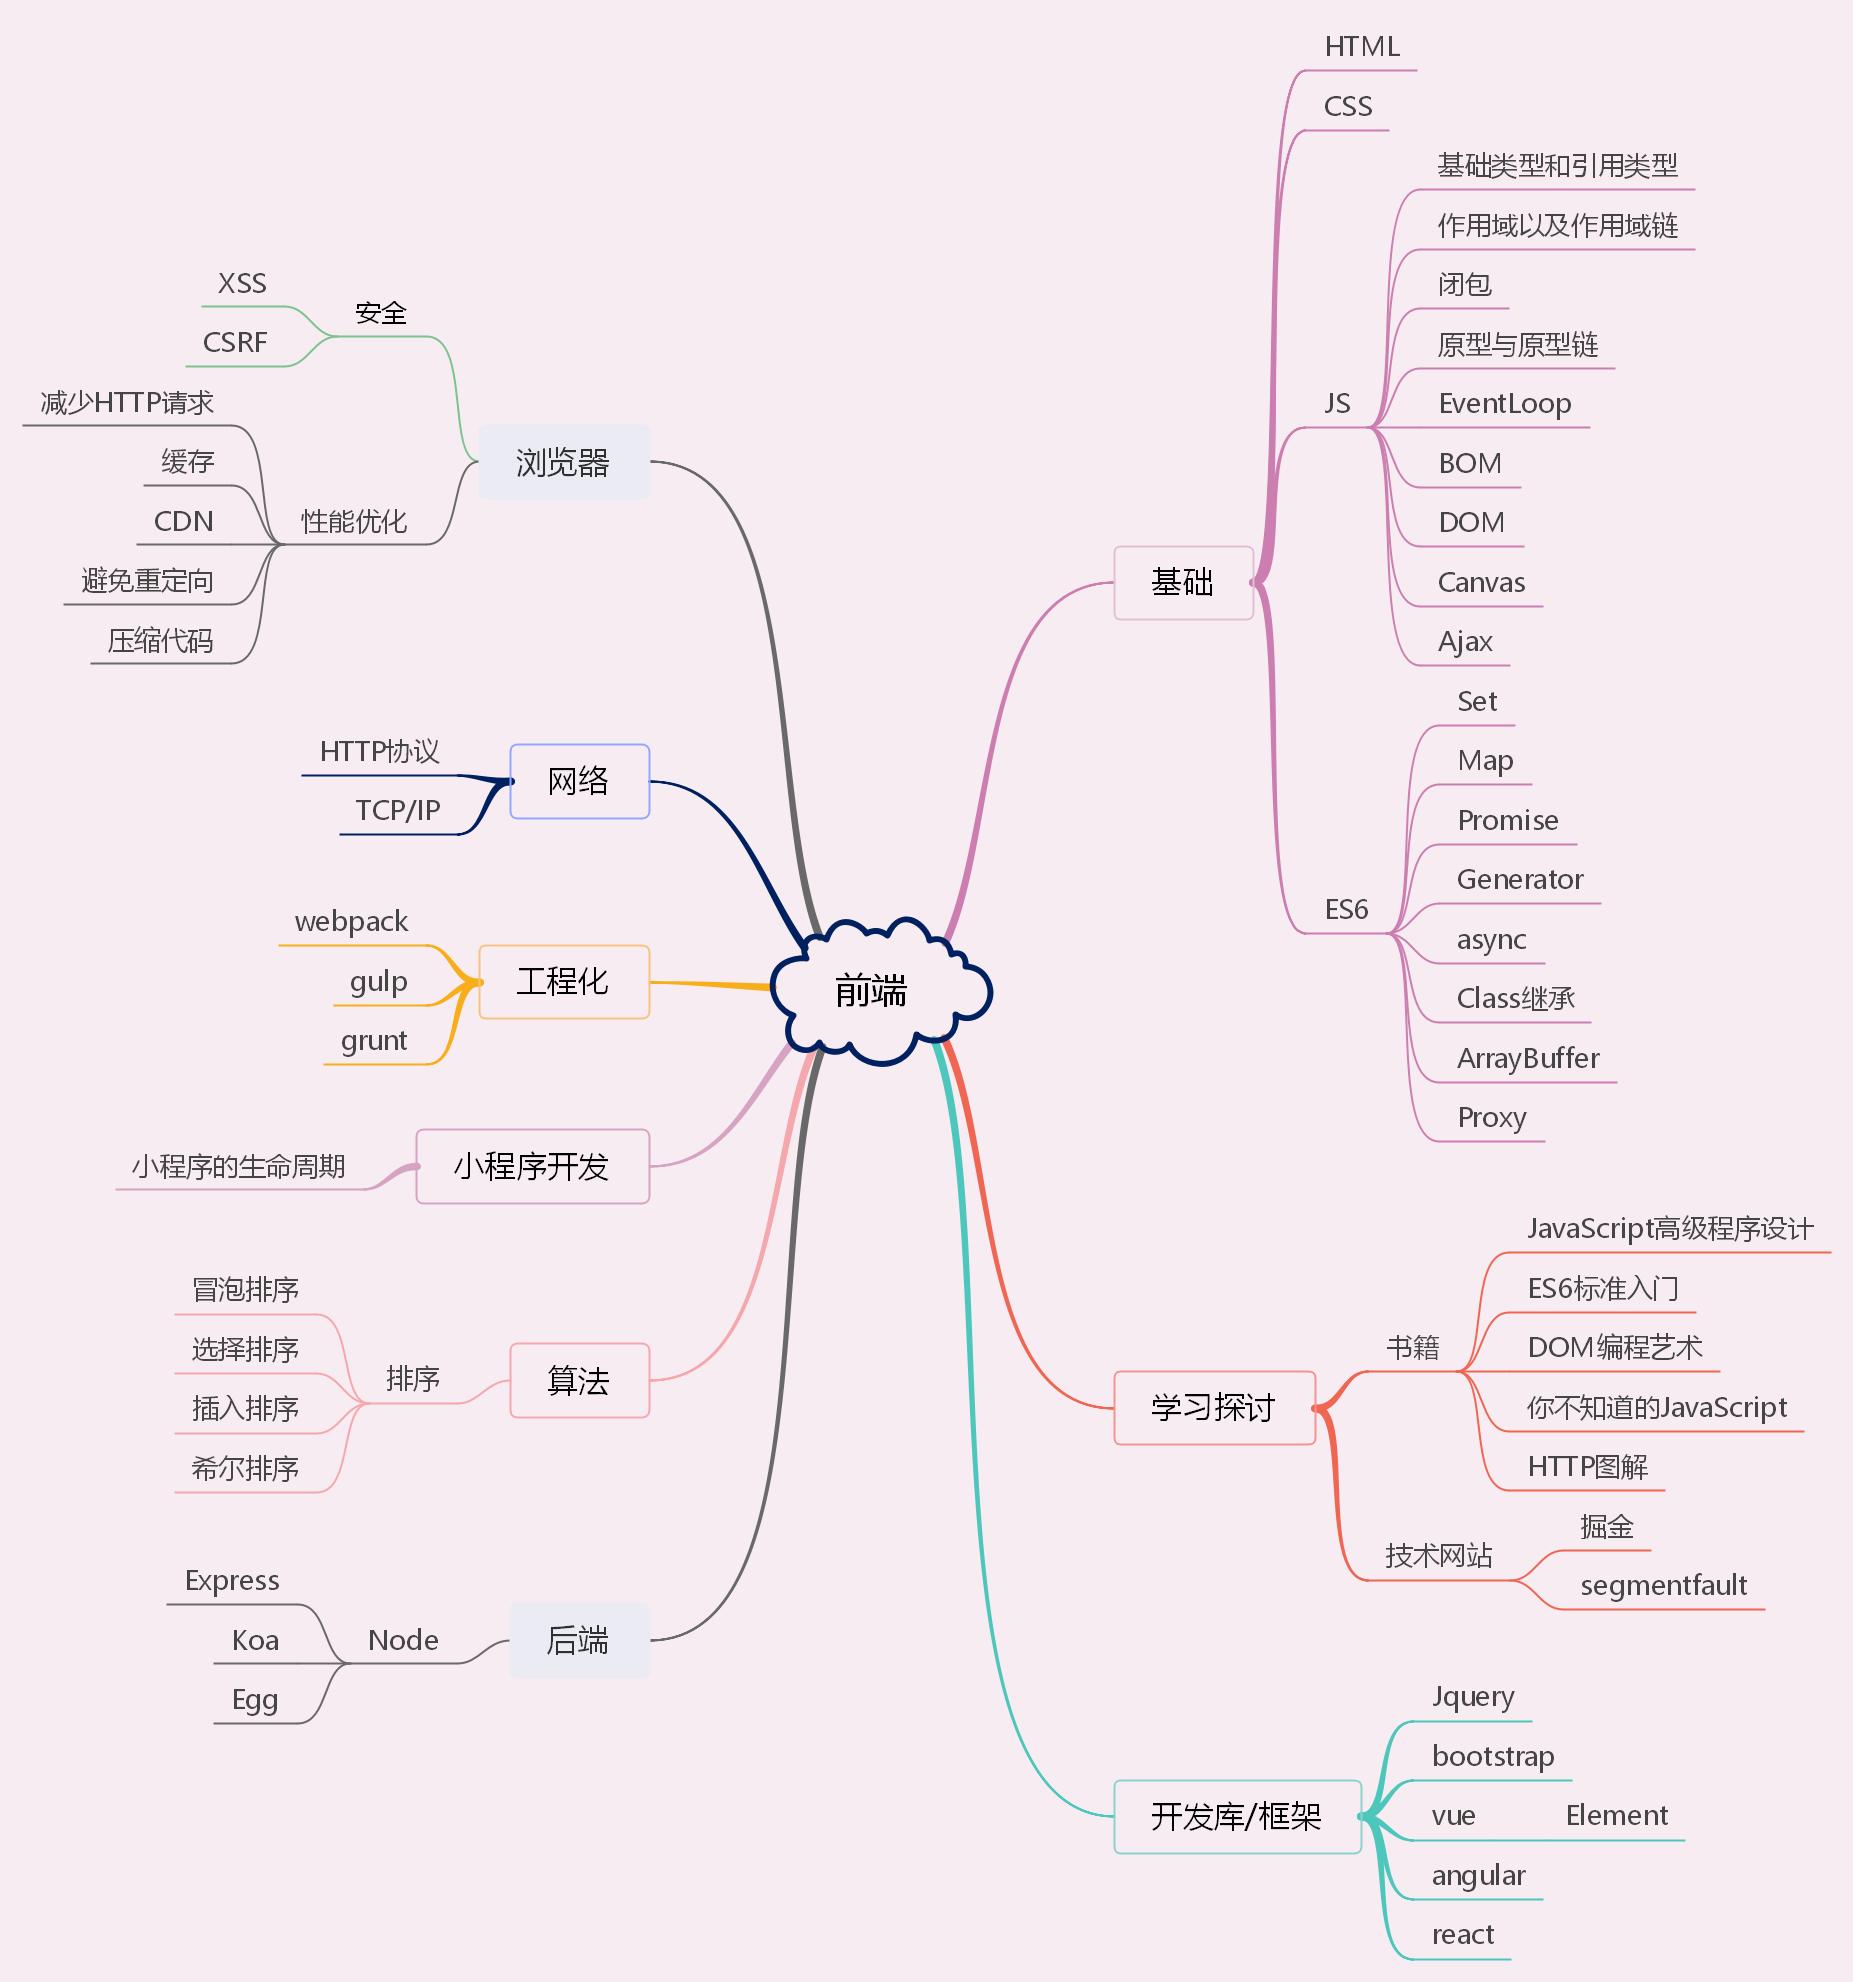 前端
基础
HTML
CSS
JS
基础类型和引用类型
作用域以及作用域链
闭包
原型与原型链
EventLoop
BOM
DOM
Canvas
Ajax
ES6
Set
Map
Promise
Generator
async
Class继承
ArrayBuffer
Proxy
学习探讨
书籍
JavaScript高级程序设计
ES6标准入门
DOM编程艺术
你不知道的JavaScript
HTTP图解
技术网站
掘金
segmentfault
开发库/框架
Jquery
bootstrap
vue
Element
angular
react
浏览器
安全
XSS
CSRF
性能优化
减少HTTP请求
缓存
CDN
避免重定向
压缩代码
网络
HTTP协议
TCP/IP
工程化
webpack
gulp
grunt
小程序开发
小程序的生命周期
算法
排序
冒泡排序
选择排序
插入排序
希尔排序
后端
Node
Express
Koa
Egg